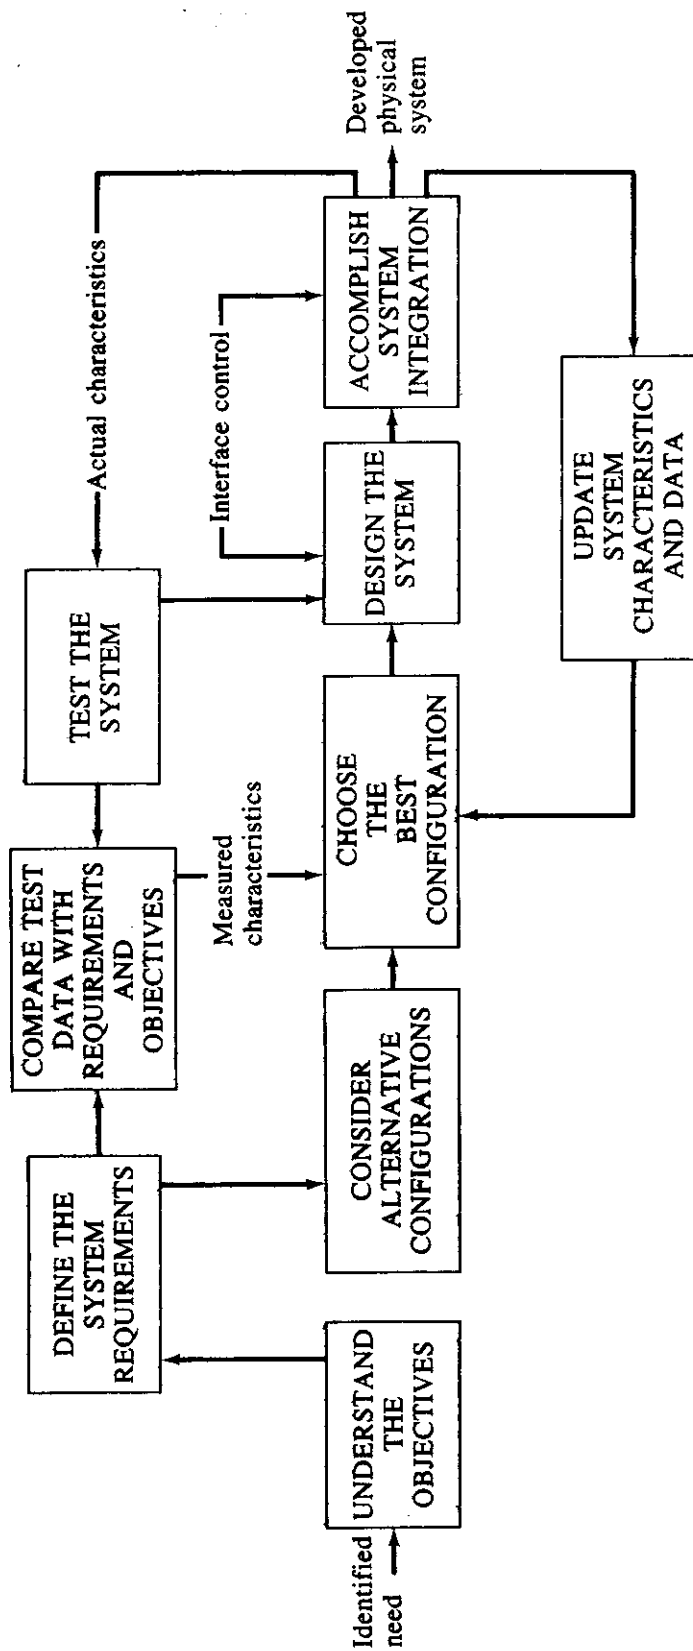 Identified
need
UNDERSTAND
THE
OBJECTIVES
DEFINE THE
SYSTEM
REQUIREMENTS
CONSIDER
ALTERNATIVE
CONFIGURATIONS
COMPARE TEST
DATA WITH
REQUIREMENTS
AND
OBJECTIVES
Measured
characteristics
CHOOSE
THE
BEST
CONFIGURATION
TEST THE
SYSTEM
Actual characteristics
Interface control
DESIGN THE
SYSTEM
ACCOMPLISH
SYSTEM
INTEGRATION
Developed
physical
system
UPDATE
SYSTEM
CHARACTERISTICS
AND DATA